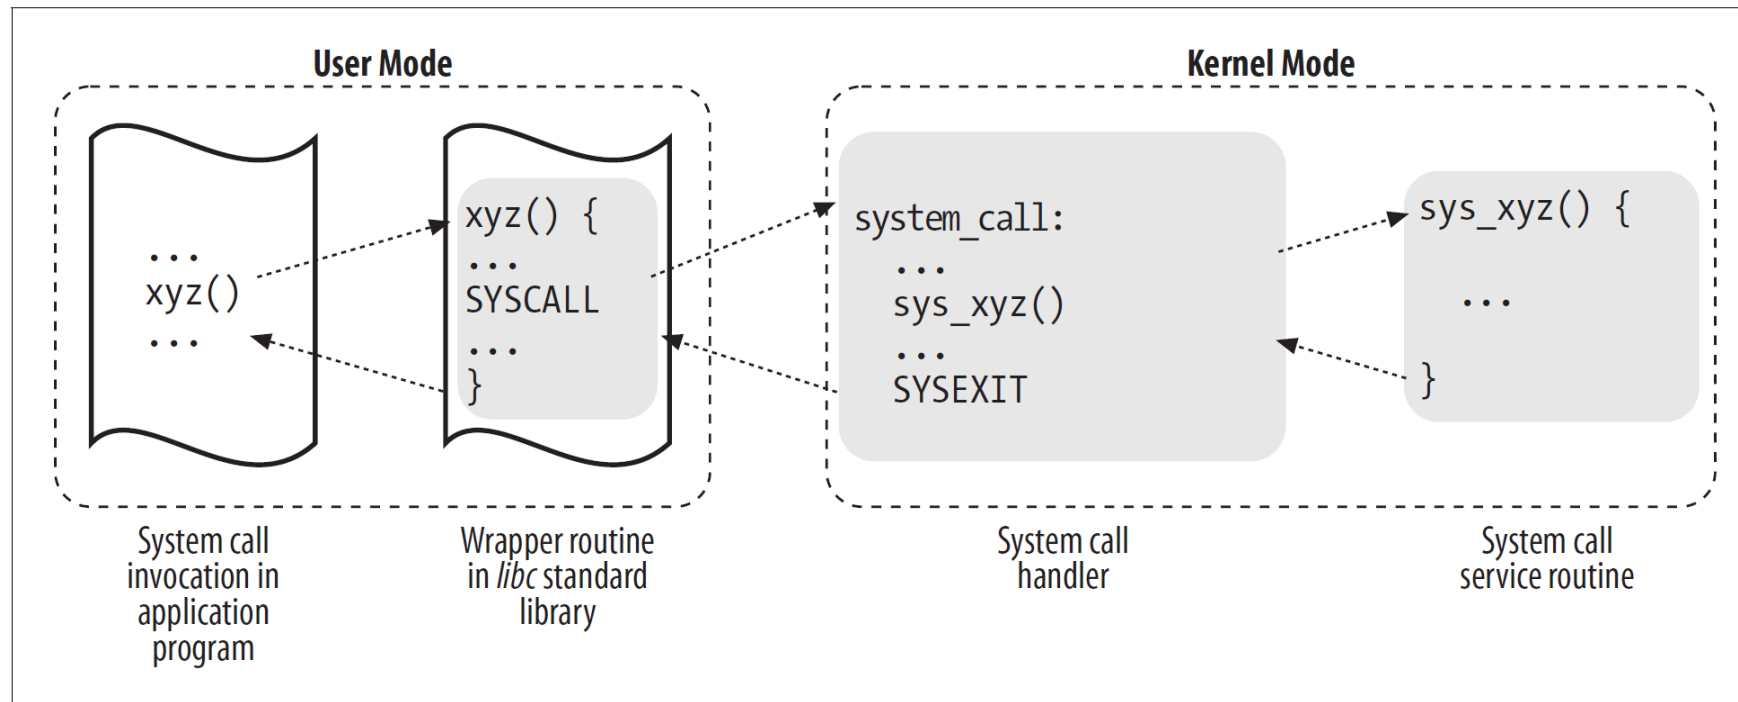 User Mode
Kernel Mode
...
xyz()
...
xyz() {
...
SYSCALL
...
}
system_call:
...
sys_xyz()
...
SYSEXIT
sys_xyz() {
...
}
System call
invocation in
application
program
Wrapper routine
in libc standard
library
System call
handler
System call
service routine